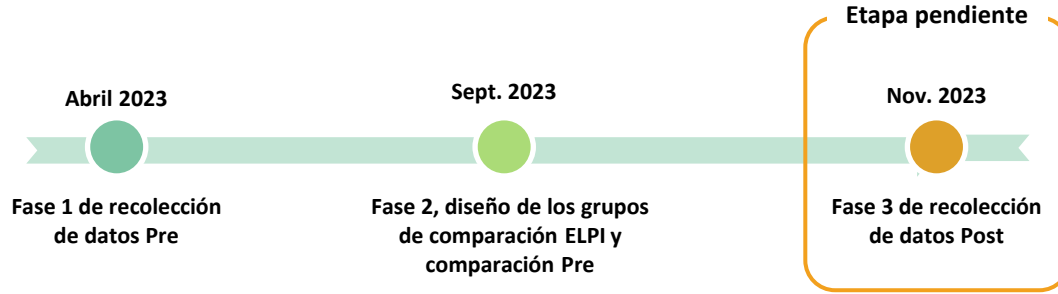 Etapa pendiente
Abril 2023
Sept. 2023
Nov. 2023
Fase 1 de recolección
de datos Pre
Fase 2, diseño de los grupos
de comparación ELPI y
comparación Pre
Fase 3 de recolección
de datos Post